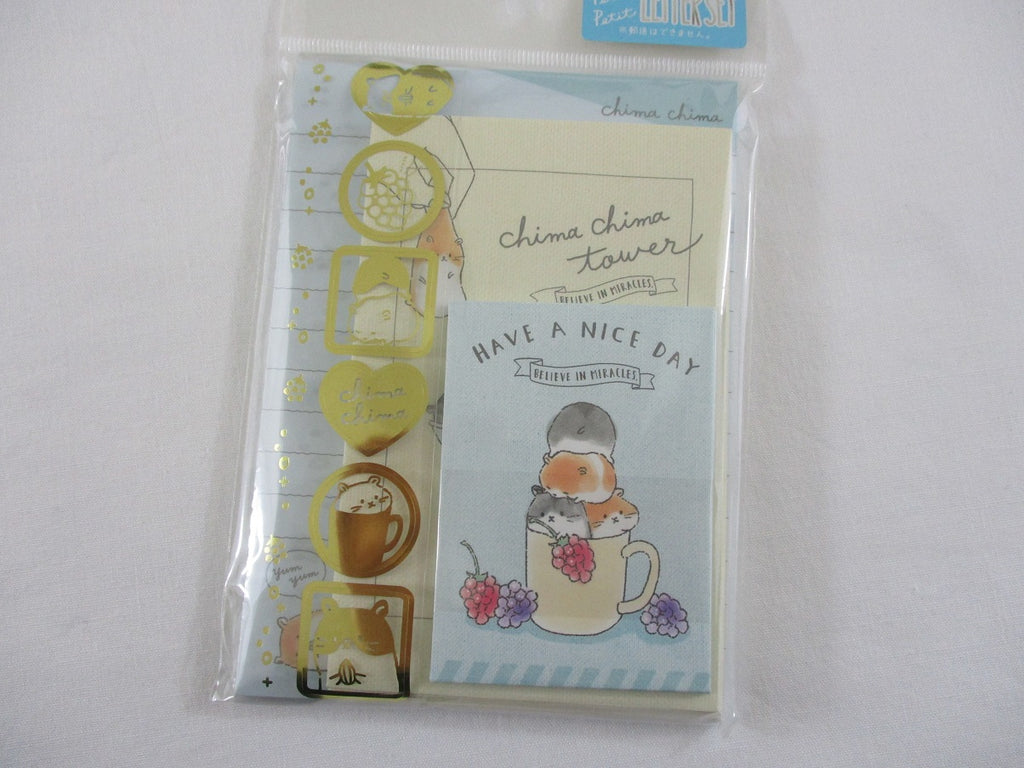 Petit LETTER SET
※郵便はできません。
chima chima
chima chima
tower
BELIEVE IN MIRACLES
HAVE A NICE DAY
BELIEVE IN MIRACLES
chima
chima
yum
yum